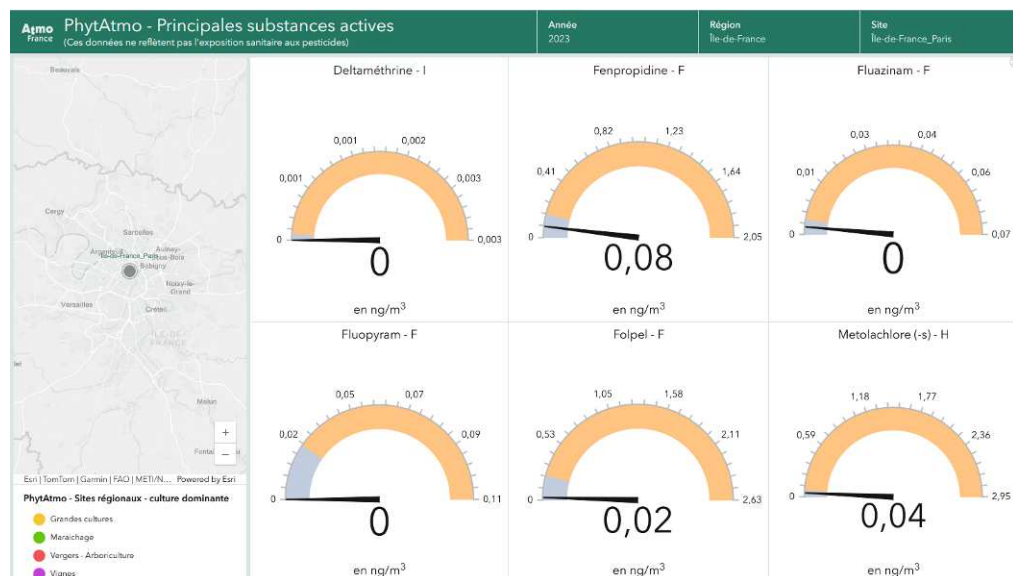 Atmo
France
PhytAtmo - Principales substances actives
(Ces données ne reflètent pas l'exposition sanitaire aux pesticides)
Année
2023
Région
Île-de-France
Site
Île-de-France_Paris
Beauvais
Cergy
Sarcelles
Argenteuil
Aulnay-
sous-Bois
Île-de-France_Paris
Bobigny
Noisy-le-
Grand
Versailles
Créteil
ILE-DE-
FRANCE
Melun
+
−
Esri | TomTom | Garmin | FAO | METI/N... Powered by Esri
PhytAtmo - Sites régionaux - culture dominante
Grandes cultures
Maraichage
Vergers - Arboriculture
Vignes
Deltaméthrine - I
0
0,001
0,001
0,002
0,003
0,003
0
en ng/m³
Fenpropidine - F
0
0,41
0,82
1,23
1,64
2,05
0,08
en ng/m³
Fluazinam - F
0
0,01
0,03
0,04
0,06
0,07
0
en ng/m³
Fluopyram - F
0
0,02
0,05
0,07
0,09
0,11
0
en ng/m³
Folpel - F
0
0,53
1,05
1,58
2,11
2,63
0,02
en ng/m³
Metolachlore (-s) - H
0
0,59
1,18
1,77
2,36
2,95
0,04
en ng/m³